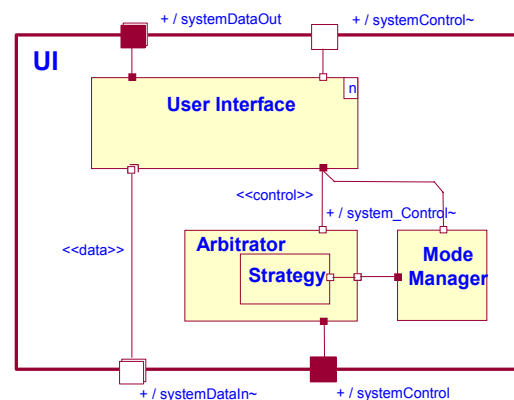 + / systemDataOut
+ / systemControl~
UI
n
User Interface
<<control>>
+ / system_Control~
<<data>>
Arbitrator
Strategy
Mode
Manager
+ / systemDataIn~
+ / systemControl